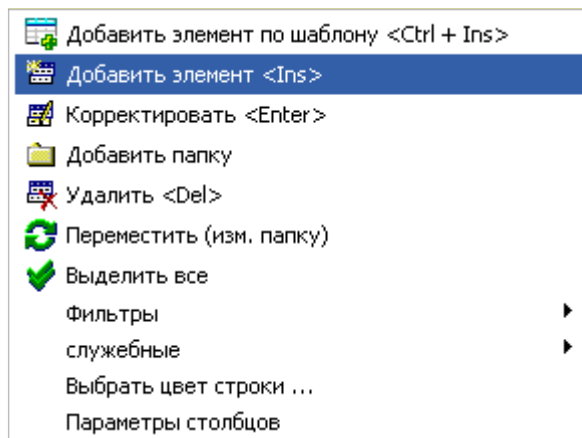 Добавить элемент по шаблону <Ctrl + Ins>
Добавить элемент <Ins>
Корректировать <Enter>
Добавить папку
Удалить <Del>
Переместить (изм. папку)
Выделить все
Фильтры
служебные
Выбрать цвет строки ...
Параметры столбцов